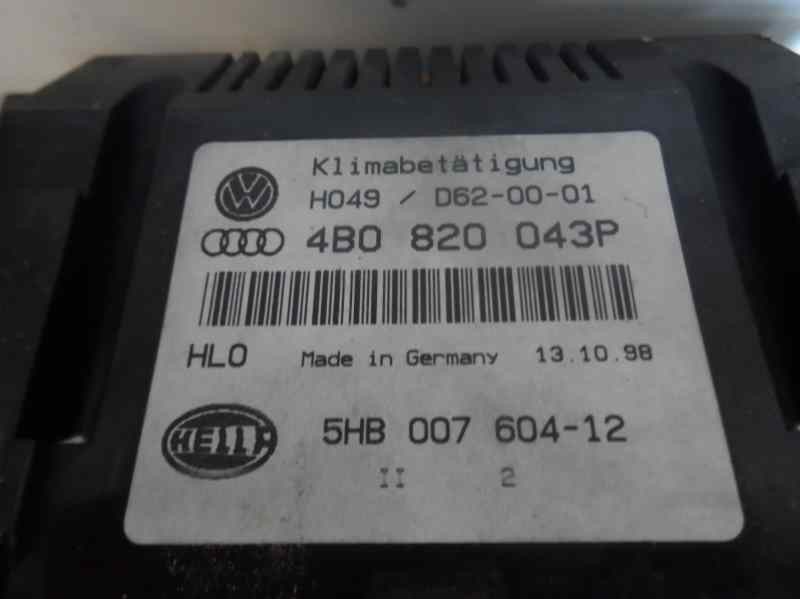 Klimabetätigung
H049 / D62-00-01
4B0 820 043P
HLO Made in Germany 13.10.98
HELLA
5HB 007 604-12
II 2